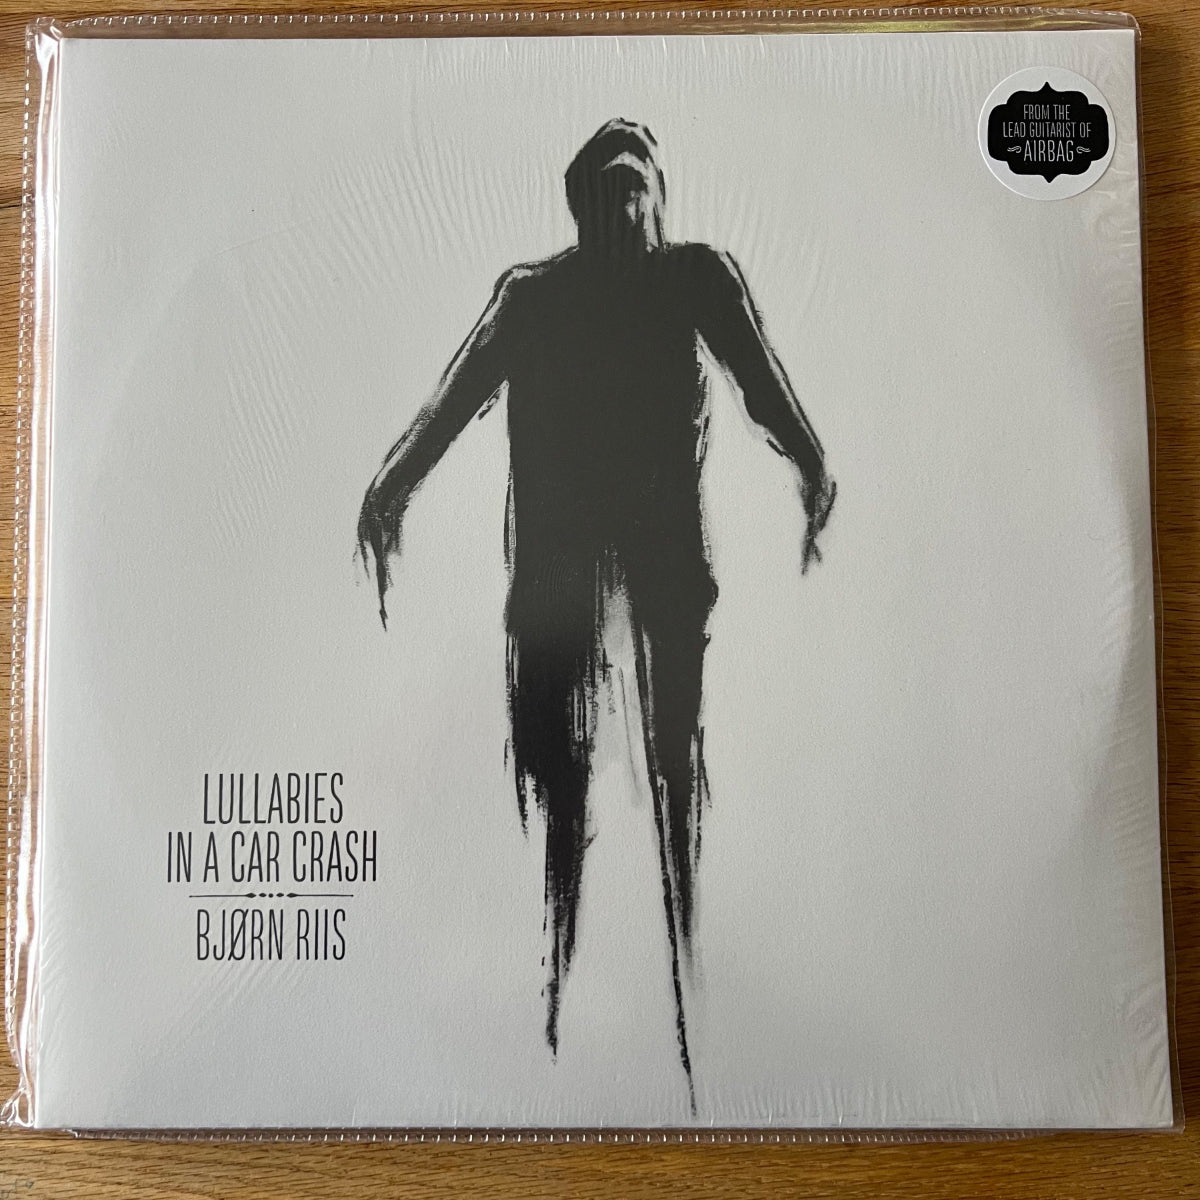 FROM THE
LEAD GUITARIST OF
AIRBAG
LULLABIES
IN A CAR CRASH
BJØRN RIIS